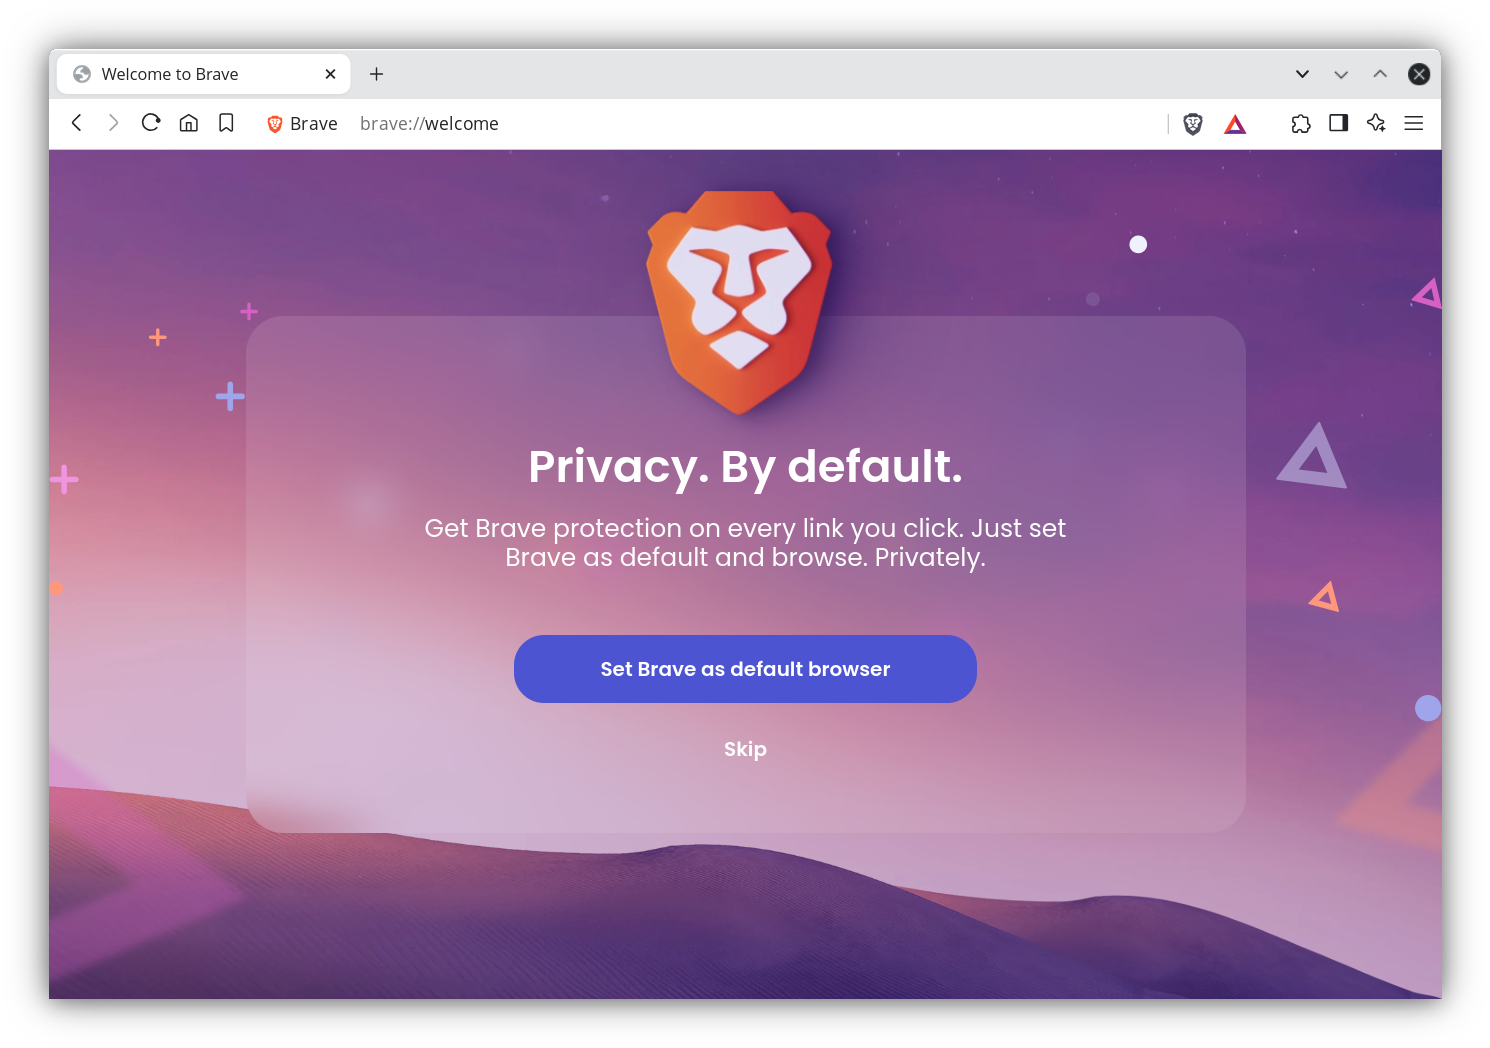 Welcome to Brave
Brave brave://welcome
Privacy. By default.
Get Brave protection on every link you click. Just set
Brave as default and browse. Privately.
Set Brave as default browser
Skip